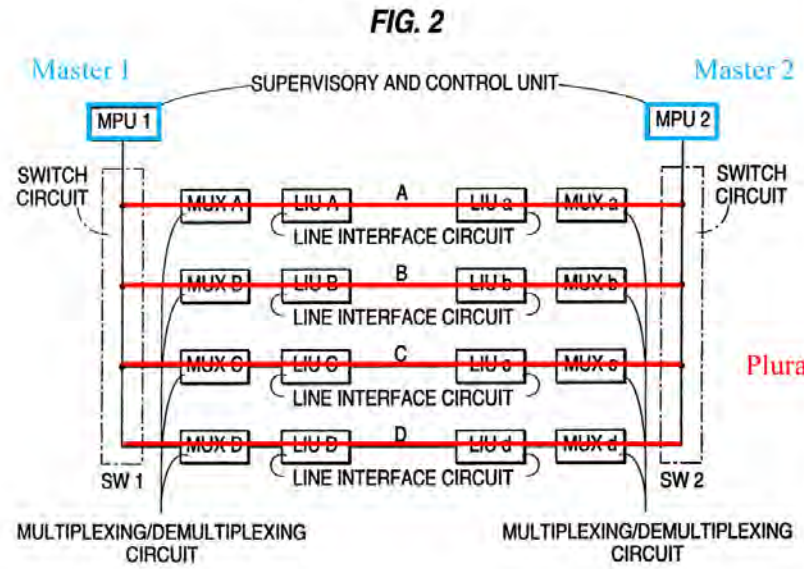 FIG. 2
Master 1
SUPERVISORY AND CONTROL UNIT
Master 2
MPU 1
MPU 2
SWITCH
CIRCUIT
SWITCH
CIRCUIT
A
MUX A
LIU A
LIU a
MUX a
LINE INTERFACE CIRCUIT
B
MUX B
LIU B
LIU b
MUX b
LINE INTERFACE CIRCUIT
C
MUX C
LIU C
LIU c
MUX c
Plura
LINE INTERFACE CIRCUIT
D
MUX D
LIU D
LIU d
MUX d
LINE INTERFACE CIRCUIT
SW 1
SW 2
MULTIPLEXING/DEMULTIPLEXING
CIRCUIT
MULTIPLEXING/DEMULTIPLEXING
CIRCUIT